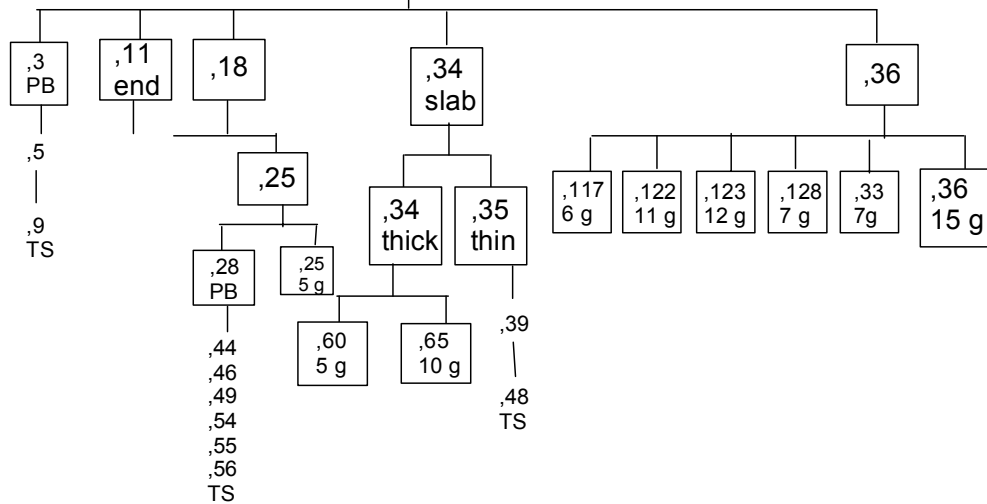 ,3
PB
,11
end
,18
,34
slab
,36
,5
,9
TS
,25
,28
PB
,25
5 g
,44
,46
,49
,54
,55
,56
TS
,34
thick
,35
thin
,60
5 g
,65
10 g
,39
,48
TS
,117
6 g
,122
11 g
,123
12 g
,128
7 g
,33
7g
,36
15 g